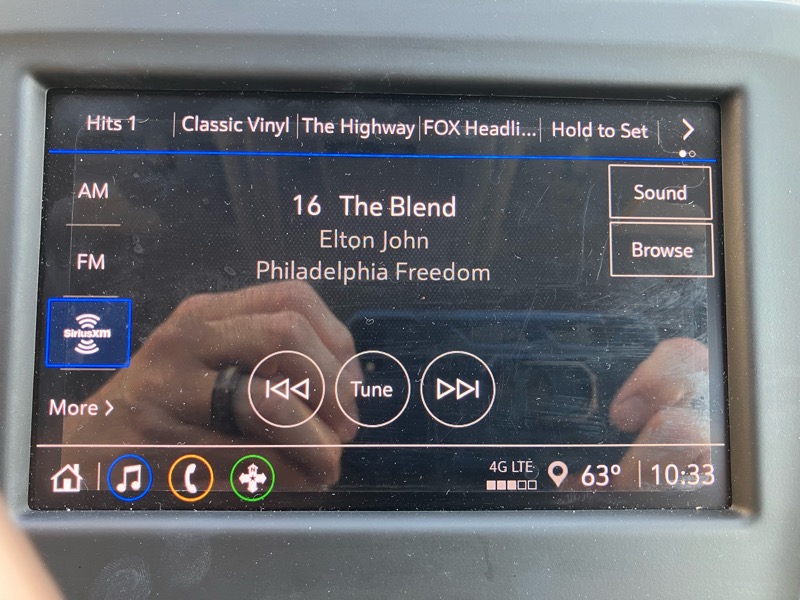 Hits 1 Classic Vinyl The Highway FOX Headli... Hold to Set
AM
16 The Blend
Sound
Elton John
FM
Browse
Philadelphia Freedom
SiriusXM
Tune
More
4G LTE
63° 10:33
N